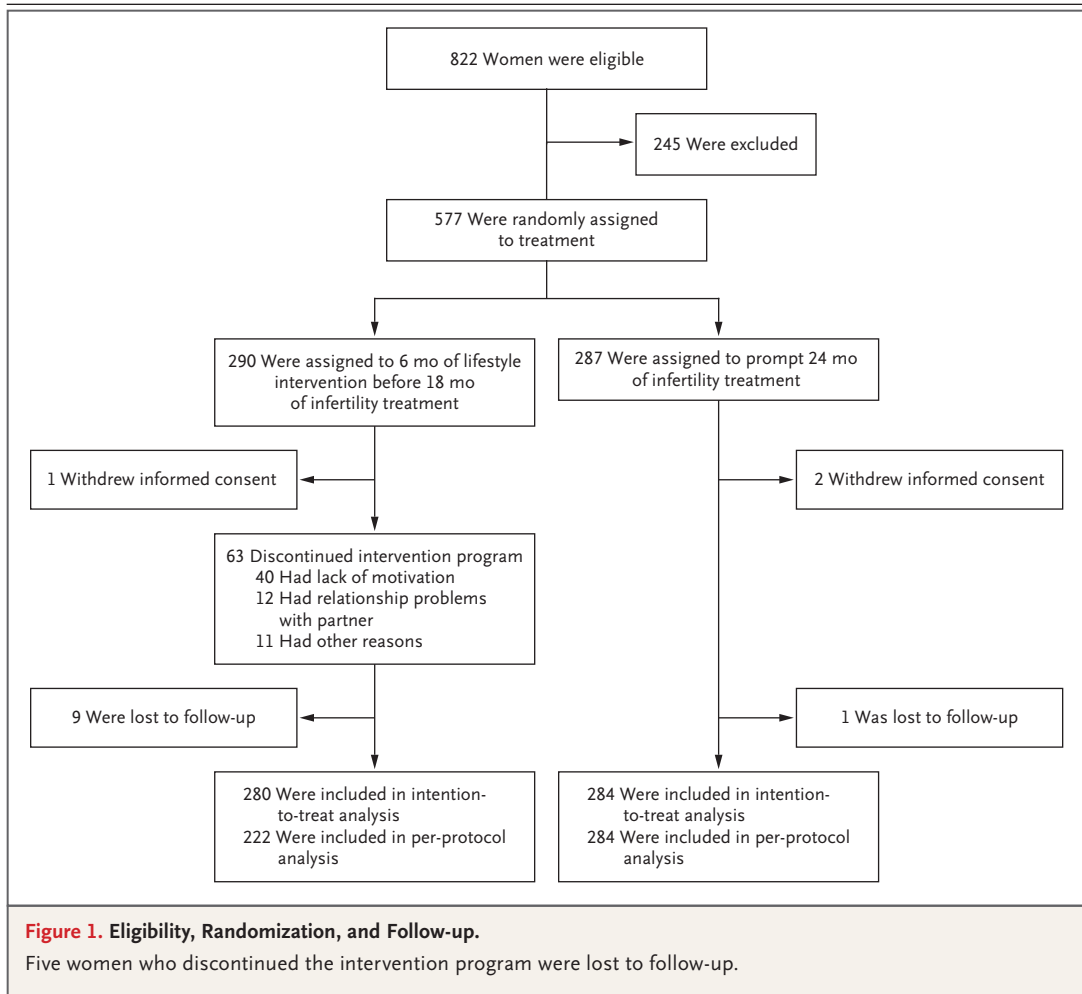 822 Women were eligible
245 Were excluded
577 Were randomly assigned
to treatment
290 Were assigned to 6 mo of lifestyle
intervention before 18 mo
of infertility treatment
287 Were assigned to prompt 24 mo
of infertility treatment
1 Withdrew informed consent
2 Withdrew informed consent
63 Discontinued intervention program
40 Had lack of motivation
12 Had relationship problems
with partner
11 Had other reasons
9 Were lost to follow-up
1 Was lost to follow-up
280 Were included in intention-
to-treat analysis
222 Were included in per-protocol
analysis
284 Were included in intention-
to-treat analysis
284 Were included in per-protocol
analysis
Figure 1. Eligibility, Randomization, and Follow-up.
Five women who discontinued the intervention program were lost to follow-up.